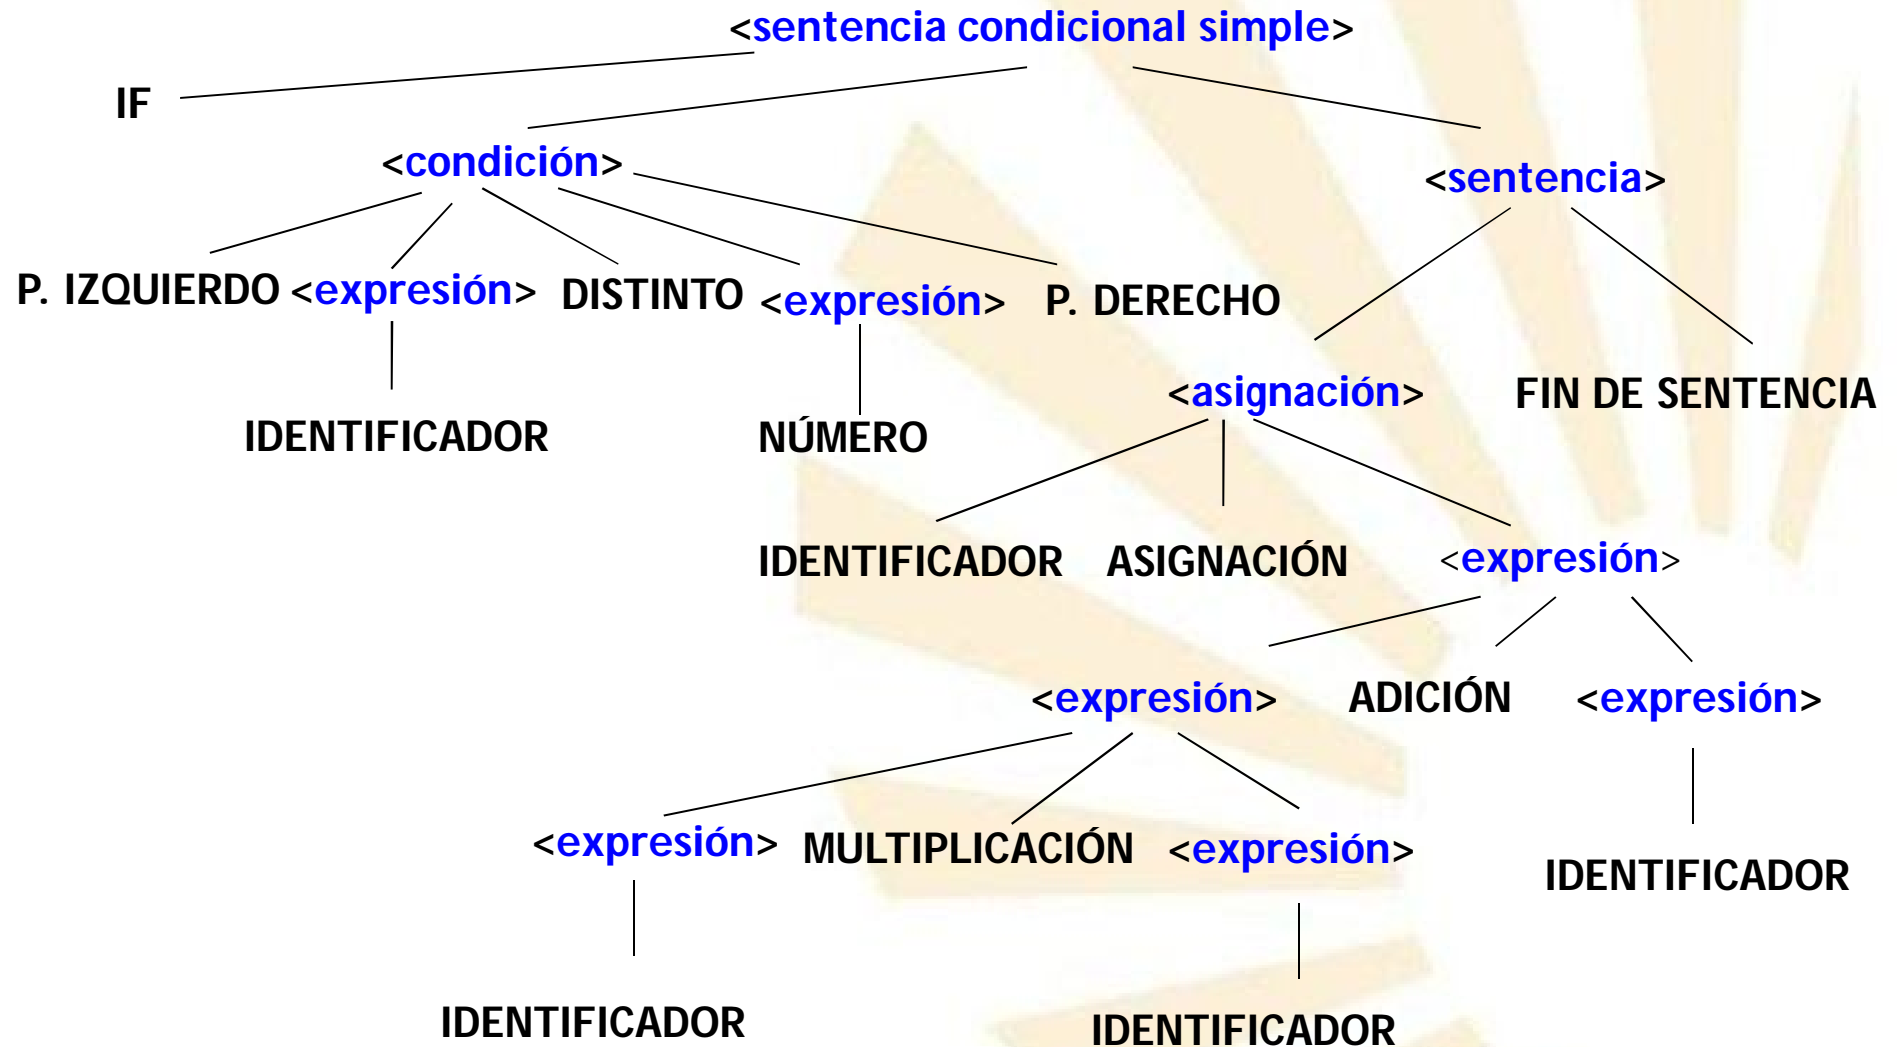 <sentencia condicional simple>
IF
<condición>
<sentencia>
P. IZQUIERDO <expresión> DISTINTO <expresión> P. DERECHO
<asignación> FIN DE SENTENCIA
IDENTIFICADOR NÚMERO
IDENTIFICADOR ASIGNACIÓN <expresión>
<expresión> ADICIÓN <expresión>
<expresión> MULTIPLICACIÓN <expresión>
IDENTIFICADOR
IDENTIFICADOR IDENTIFICADOR